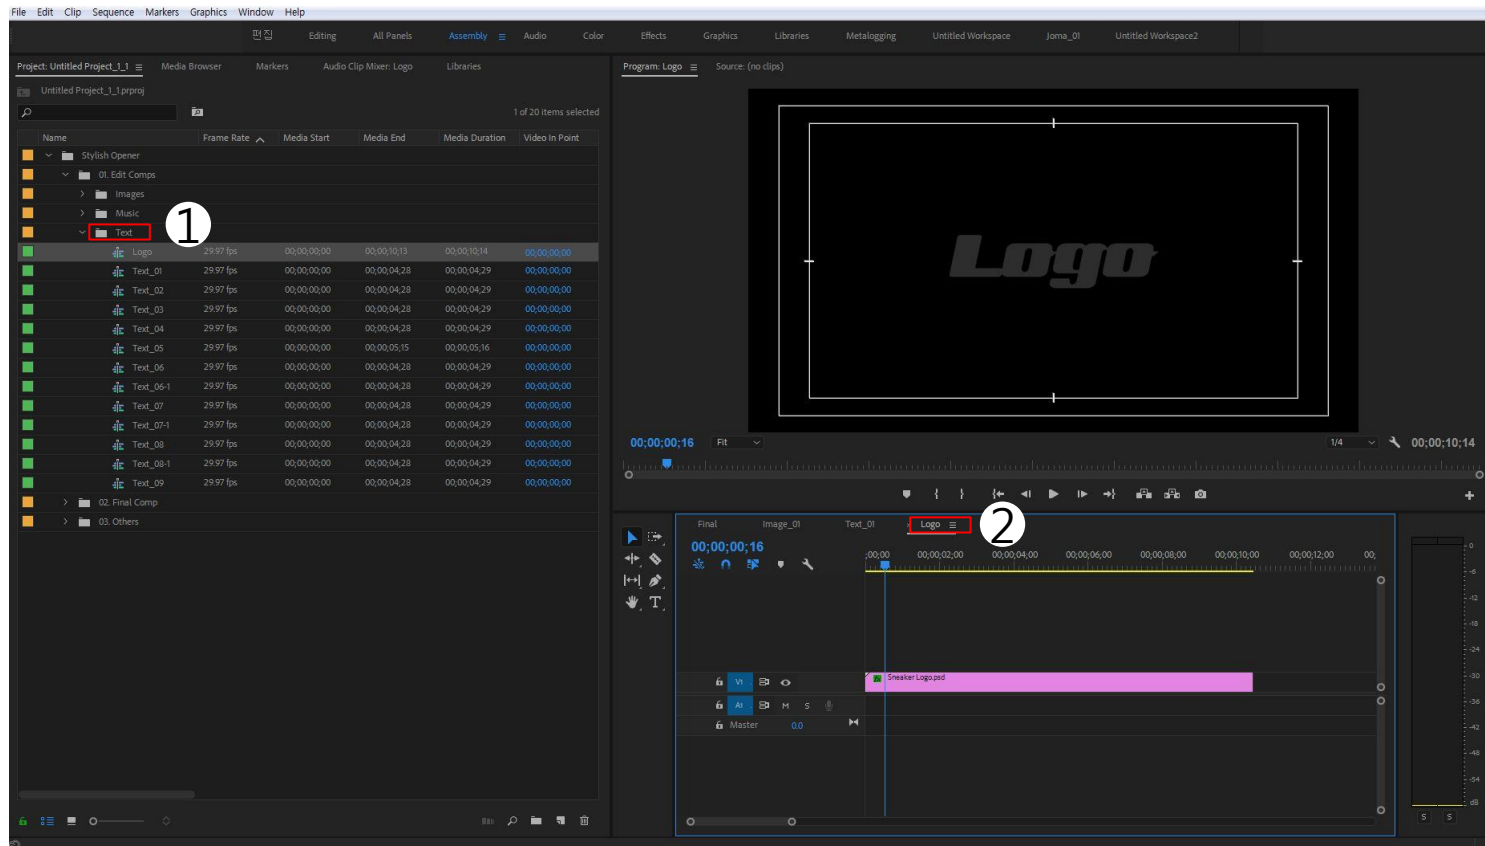 File Edit Clip Sequence Markers Graphics Window Help
편집 Editing All Panels Assembly Audio Color Effects Graphics Libraries Metalogging Untitled Workspace Joma_01 Untitled Workspace2
Project: Untitled Project_1_1 Media Browser Markers Audio Clip Mixer: Logo Libraries
Untitled Project_1_1.prproj
1 of 20 items selected
Name Frame Rate Media Start Media End Media Duration Video In Point
Stylish Opener
01. Edit Comps
Images
Music
Text
1
Logo 29.97 fps 00;00;00;00 00;00;10;13 00;00;10;14 00;00;00;00
Text_01 29.97 fps 00;00;00;00 00;00;04;28 00;00;04;29 00;00;00;00
Text_02 29.97 fps 00;00;00;00 00;00;04;28 00;00;04;29 00;00;00;00
Text_03 29.97 fps 00;00;00;00 00;00;04;28 00;00;04;29 00;00;00;00
Text_04 29.97 fps 00;00;00;00 00;00;04;28 00;00;04;29 00;00;00;00
Text_05 29.97 fps 00;00;00;00 00;00;05;15 00;00;05;16 00;00;00;00
Text_06 29.97 fps 00;00;00;00 00;00;04;28 00;00;04;29 00;00;00;00
Text_06-1 29.97 fps 00;00;00;00 00;00;04;28 00;00;04;29 00;00;00;00
Text_07 29.97 fps 00;00;00;00 00;00;04;28 00;00;04;29 00;00;00;00
Text_07-1 29.97 fps 00;00;00;00 00;00;04;28 00;00;04;29 00;00;00;00
Text_08 29.97 fps 00;00;00;00 00;00;04;28 00;00;04;29 00;00;00;00
Text_08-1 29.97 fps 00;00;00;00 00;00;04;28 00;00;04;29 00;00;00;00
Text_09 29.97 fps 00;00;00;00 00;00;04;28 00;00;04;29 00;00;00;00
02. Final Comp
03. Others
Program: Logo Source: (no clips)
Logo
00;00;00;16 Fit 1/4 00;00;10;14
Final Image_01 Text_01 Logo
2
00;00;00;16
;00;00 00;00;02;00 00;00;04;00 00;00;06;00 00;00;08;00 00;00;10;00 00;00;12;00 00;
V1 fx Sneaker Logo.psd
A1 M S
Master 0.0
0
-6
-12
-18
-24
-30
-36
-42
-48
-54
dB
S S